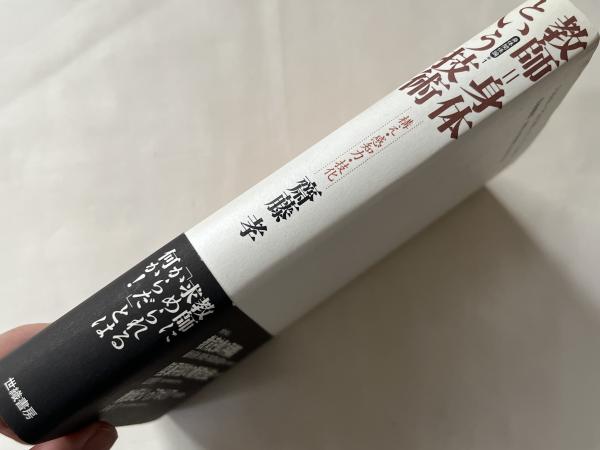 教師=身体
という技術
構え・感知力・技化
齋藤 孝
教師に
「求められる
からだ」とは
何か!
世織書房